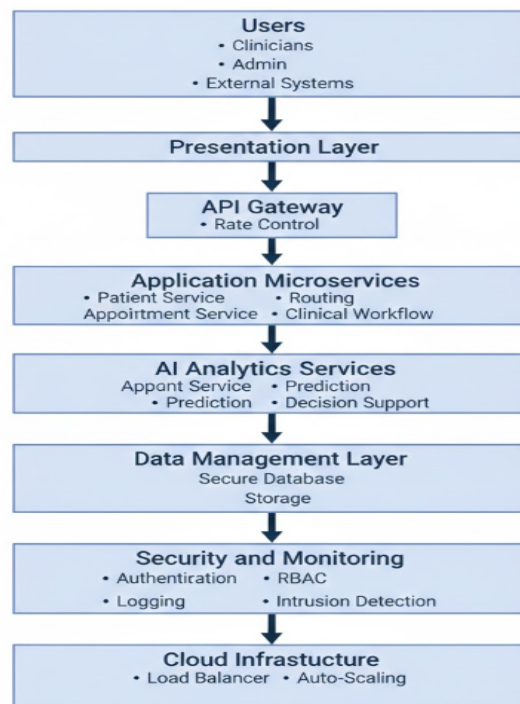 Users
• Clinicians
• Admin
• External Systems
Presentation Layer
API Gateway
• Rate Control
Application Microservices
• Patient Service • Routing
Appoirtment Service • Clinical Workflow
AI Analytics Services
Appant Service • Prediction
• Prediction • Decision Support
Data Management Layer
Secure Database
Storage
Security and Monitoring
• Authentication • RBAC
• Logging • Intrusion Detection
Cloud Infrastucture
• Load Balancer • Auto-Scaling